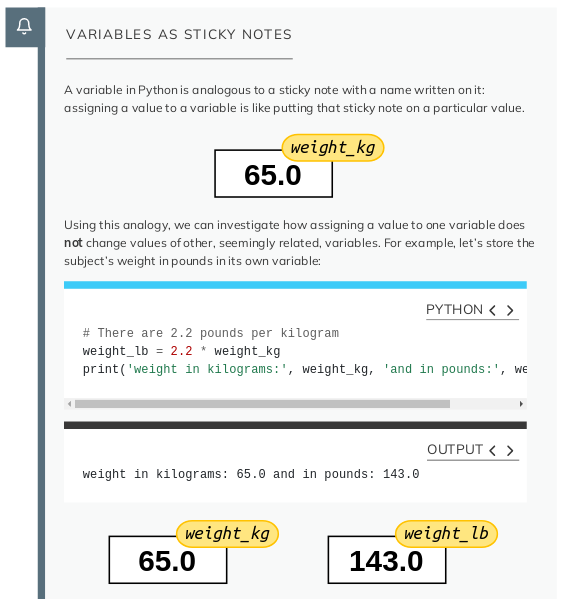 VARIABLES AS STICKY NOTES
A variable in Python is analogous to a sticky note with a name written on it:
assigning a value to a variable is like putting that sticky note on a particular value.
weight_kg
65.0
Using this analogy, we can investigate how assigning a value to one variable does
not change values of other, seemingly related, variables. For example, let's store the
subject's weight in pounds in its own variable:
PYTHON < >
# There are 2.2 pounds per kilogram
weight_lb = 2.2 * weight_kg
print('weight in kilograms:', weight_kg, 'and in pounds:', we
OUTPUT < >
weight in kilograms: 65.0 and in pounds: 143.0
weight_kg weight_lb
65.0 143.0